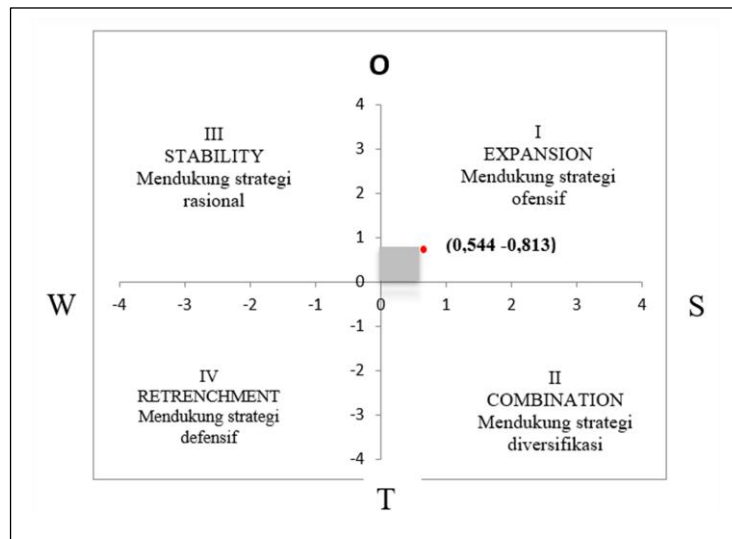 O
III
STABILITY
Mendukung strategi
rasional
I
EXPANSION
Mendukung strategi
ofensif
4
3
2
1
0
-1
-2
-3
-4
(0,544 -0,813)
W
-4 -3 -2 -1 0 1 2 3 4
S
IV
RETRENCHMENT
Mendukung strategi
defensif
II
COMBINATION
Mendukung strategi
diversifikasi
T